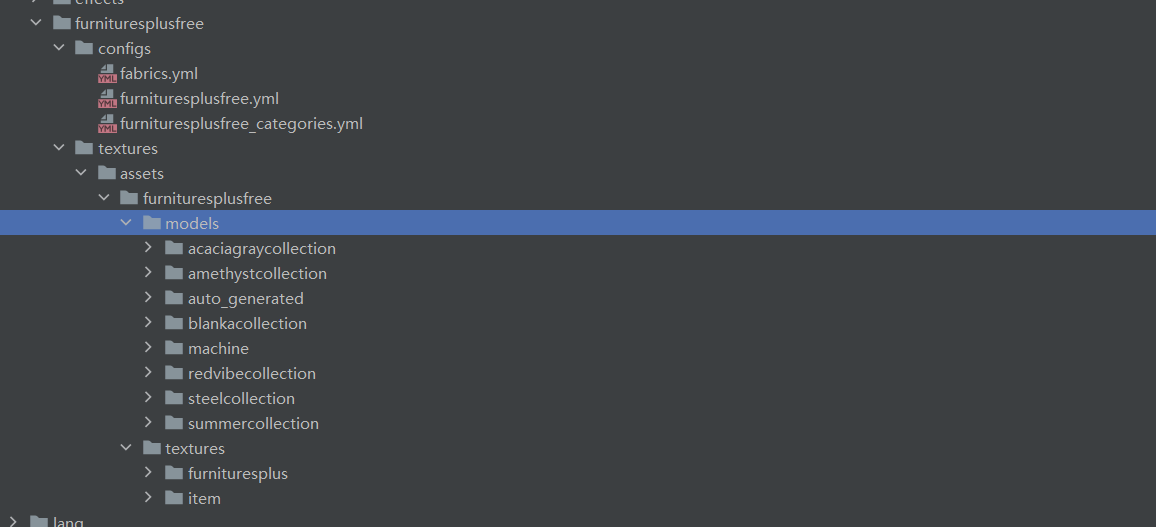 effects
furnituresplusfree
configs
YML fabrics.yml
YML furnituresplusfree.yml
YML furnituresplusfree_categories.yml
textures
assets
furnituresplusfree
models
acaciagraycollection
amethystcollection
auto_generated
blankacollection
machine
redvibecollection
steelcollection
summercollection
textures
furnituresplus
item
lang